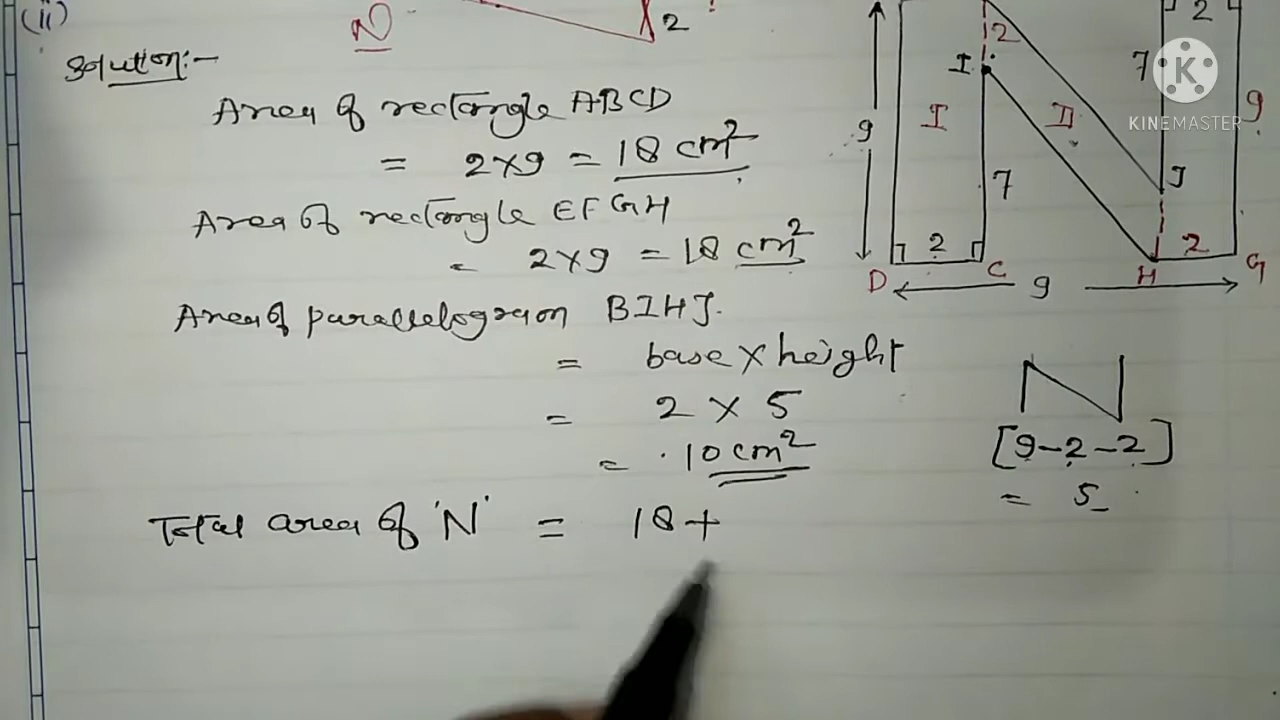 (ii)
N
2
Solution:-
Area of rectangle ABCD
= 2×9 = 18 cm²
Area of rectangle EFGH
= 2×9 = 18 cm²
Area of parallelogram BIHJ.
= base × height
= 2 × 5
= 10 cm²
Total area of 'N' = 18+
2
2
I
7
KINEMASTER
9
I
II
9
7
J
2
2
D
C
H
G
9
N
[9-2-2]
= 5